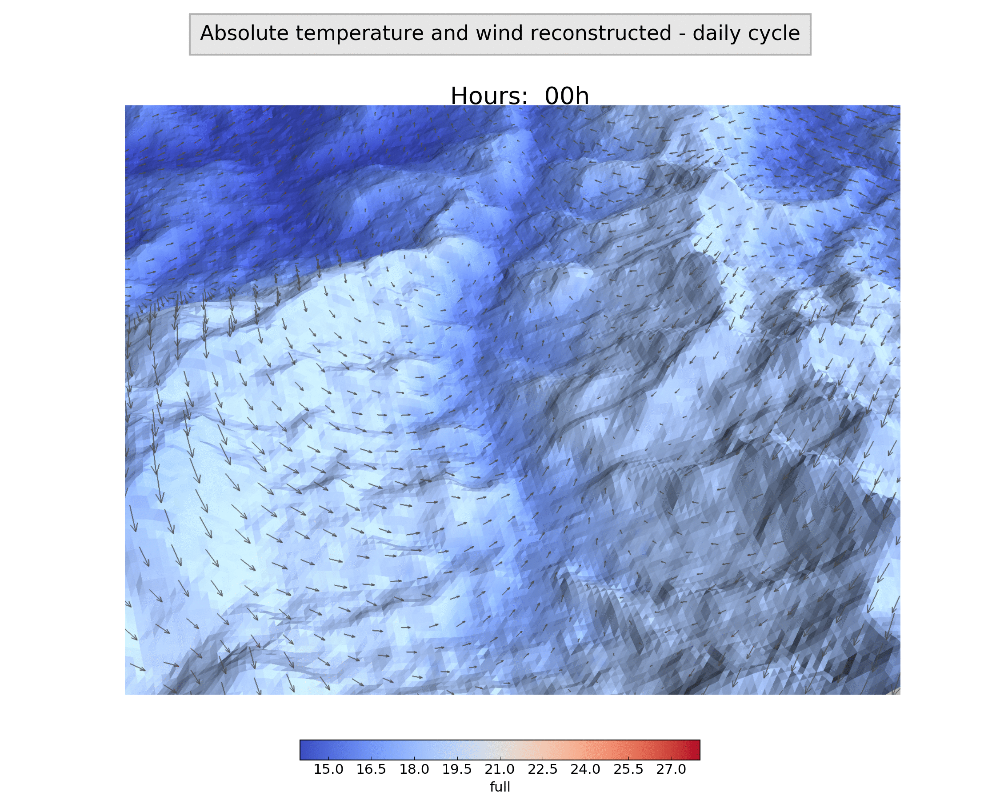 Absolute temperature and wind reconstructed - daily cycle
Hours: 00h
15.0 16.5 18.0 19.5 21.0 22.5 24.0 25.5 27.0
full